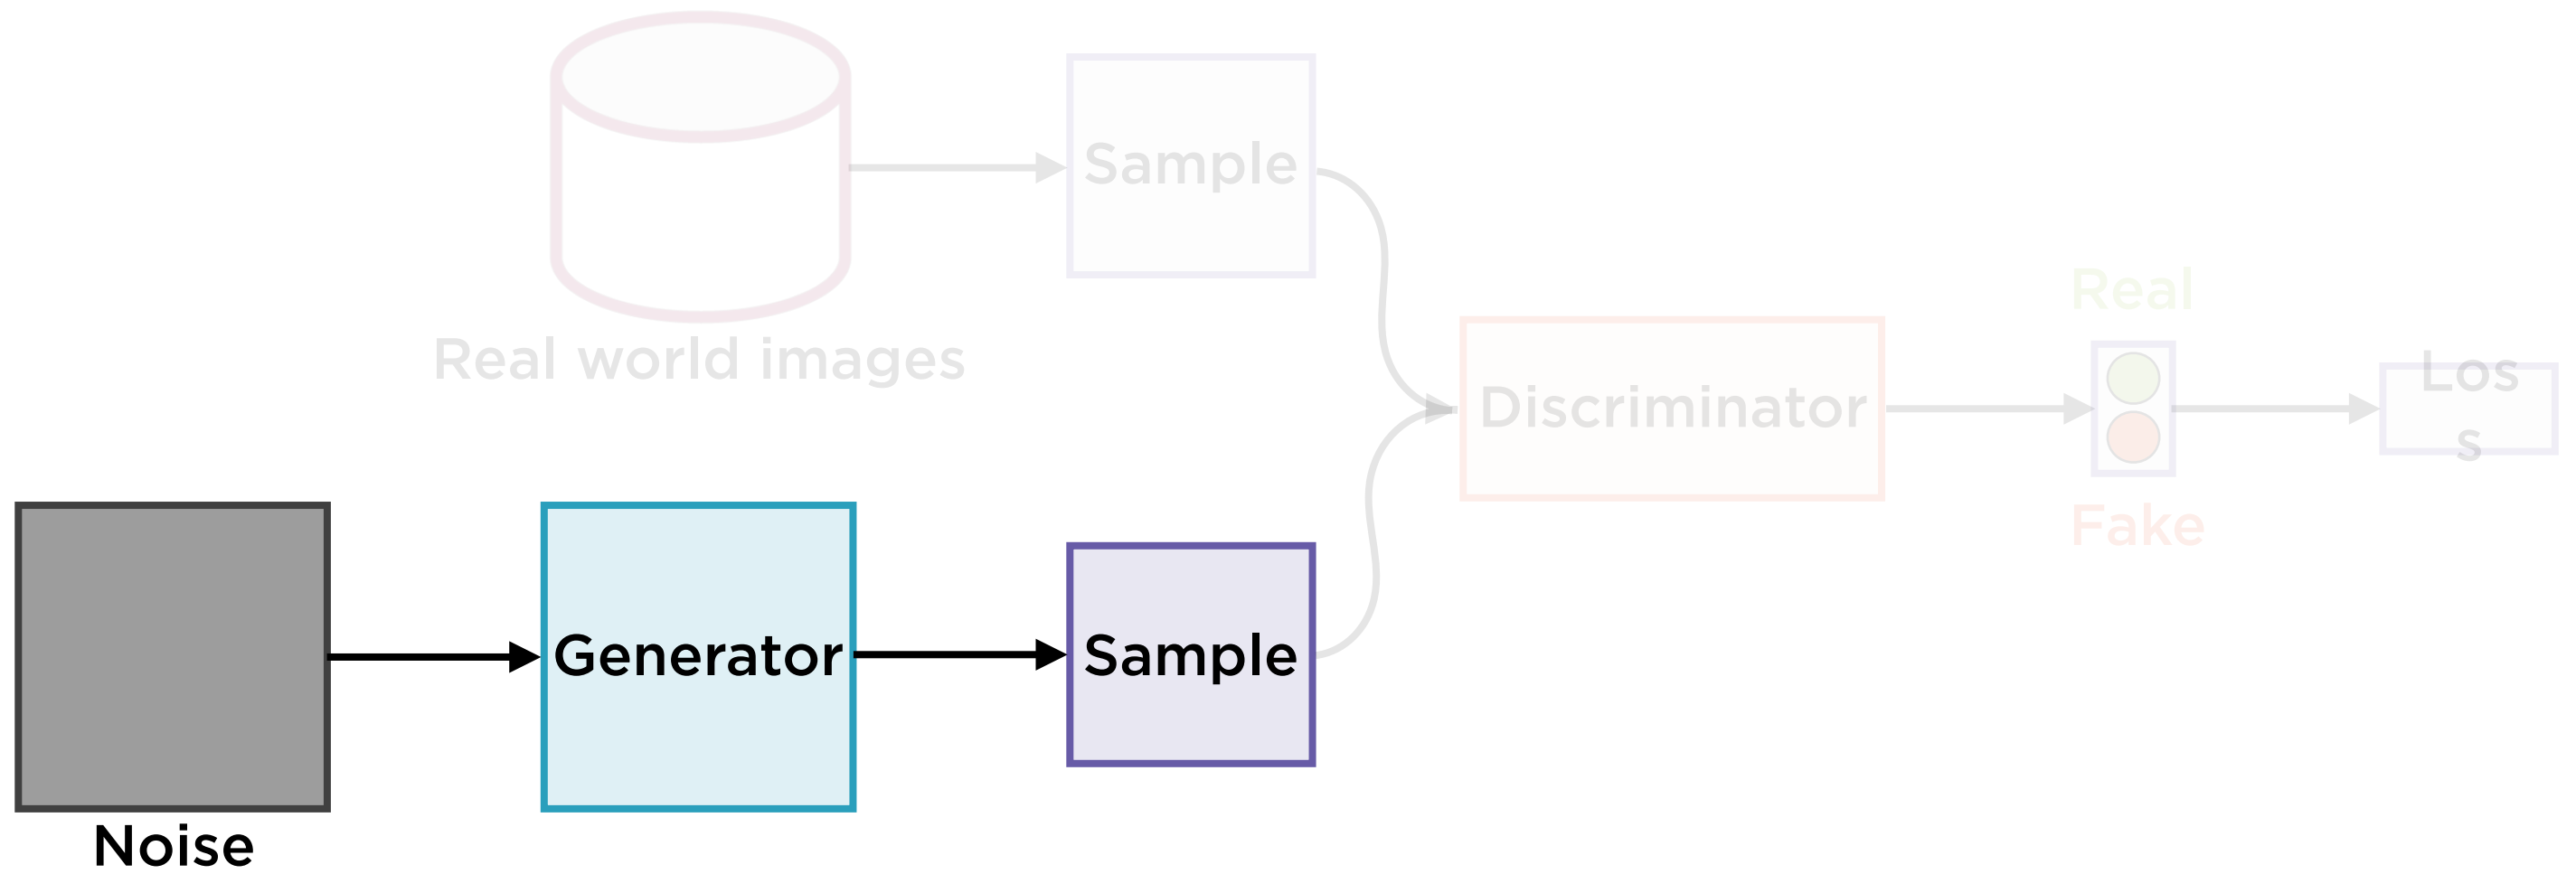 Sample
Real world images
Real
Discriminator
Los
s
Fake
Generator
Sample
Noise